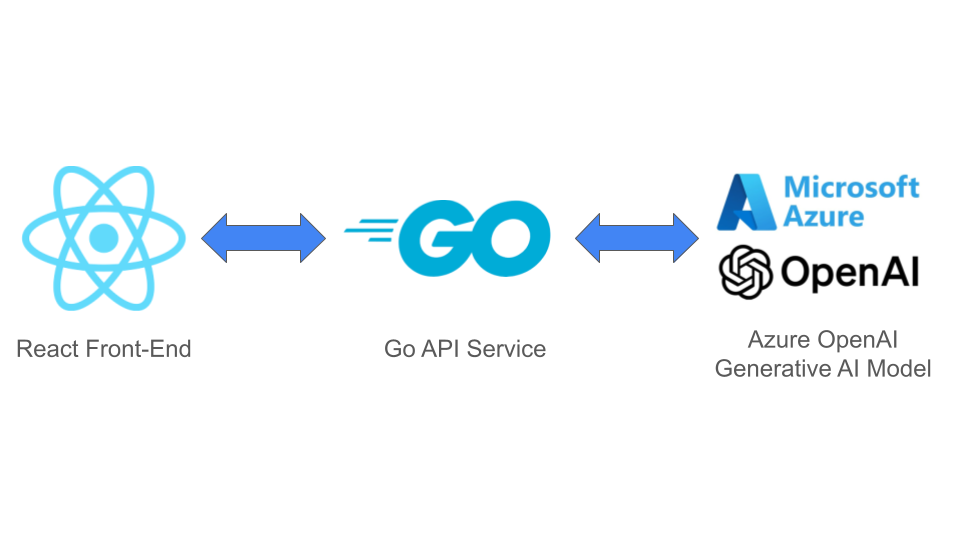 GO
Microsoft
Azure
OpenAI
React Front-End
Go API Service
Azure OpenAI
Generative AI Model